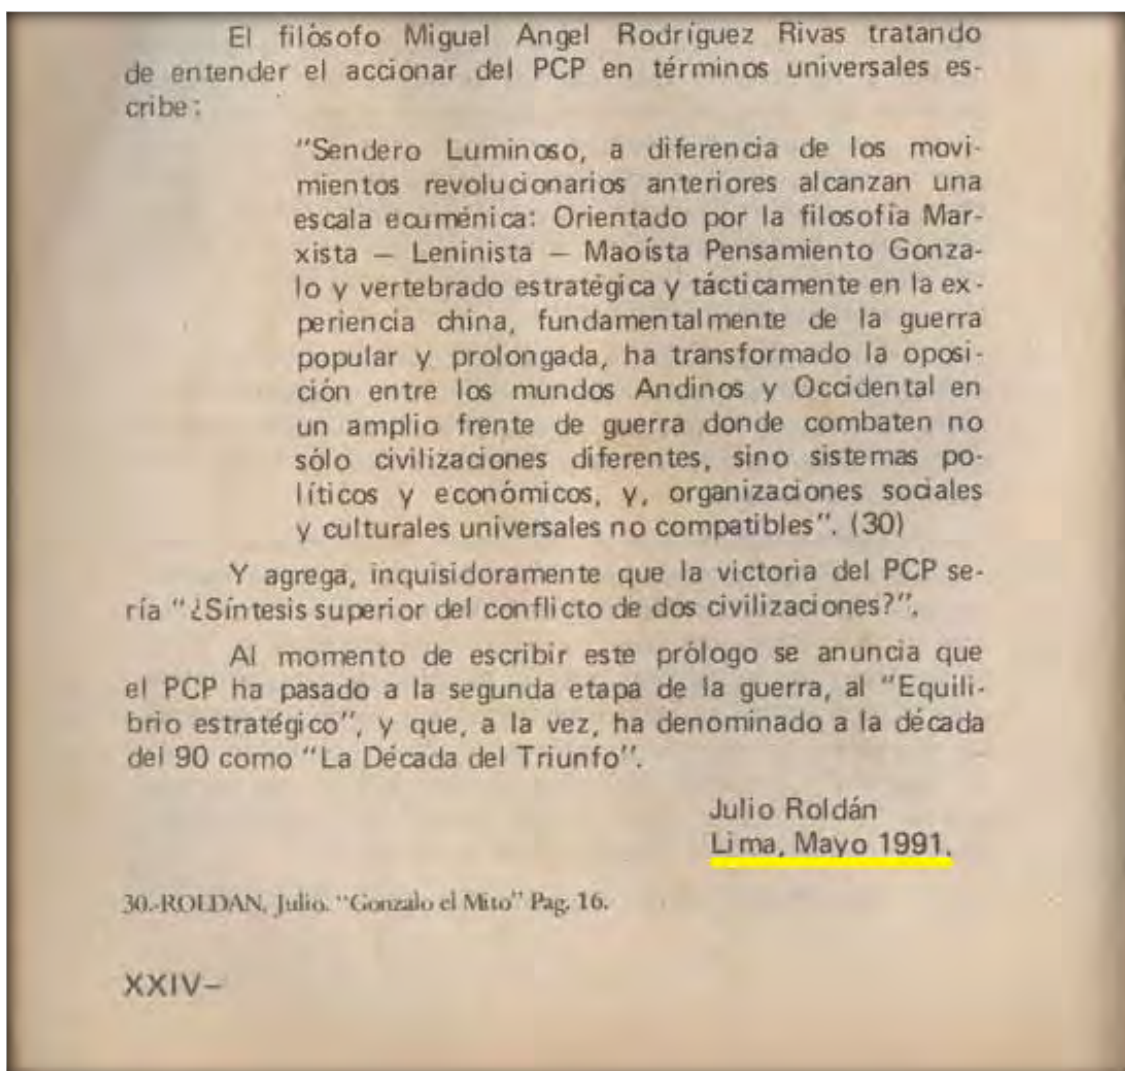 El filósofo Miguel Angel Rodríguez Rivas tratando
de entender el accionar del PCP en términos universales es-
cribe:
"Sendero Luminoso, a diferencia de los movi-
mientos revolucionarios anteriores alcanzan una
escala ecuménica: Orientado por la filosofía Mar-
xista — Leninista — Maoísta Pensamiento Gonza-
lo y vertebrado estratégica y tácticamente en la ex-
periencia china, fundamentalmente de la guerra
popular y prolongada, ha transformado la oposi-
ción entre los mundos Andinos y Occidental en
un amplio frente de guerra donde combaten no
sólo civilizaciones diferentes, sino sistemas po-
líticos y económicos, y, organizaciones sociales
y culturales universales no compatibles". (30)
Y agrega, inquisidoramente que la victoria del PCP se-
ría "¿Síntesis superior del conflicto de dos civilizaciones?".
Al momento de escribir este prólogo se anuncia que
el PCP ha pasado a la segunda etapa de la guerra, al "Equili-
brio estratégico", y que, a la vez, ha denominado a la década
del 90 como "La Década del Triunfo".
Julio Roldán
Lima, Mayo 1991.
30.-ROLDAN, Julio. "Gonzalo el Mito" Pag. 16.
XXIV—